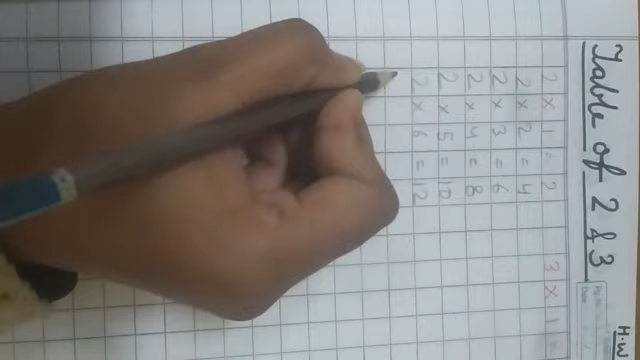 H.W
Table of 2 & 3
2 × 1 = 2 3 × 1 =
2 × 2 = 4
2 × 3 = 6
2 × 4 = 8
2 × 5 = 10
2 × 6 = 12